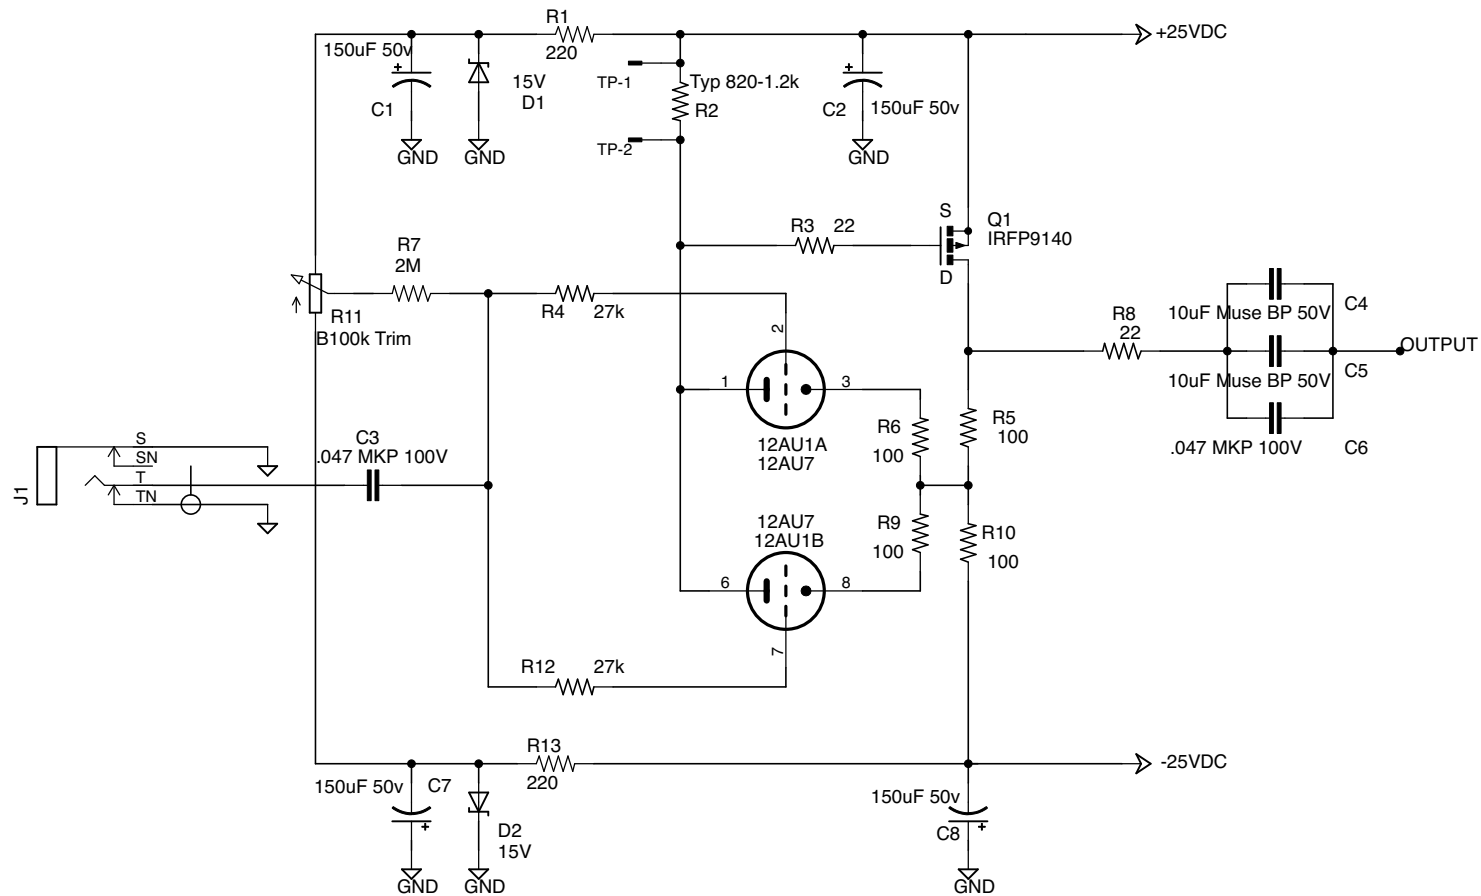 R1
220
+25VDC
150uF 50v
C1
15V
D1
TP-1
TP-2
Typ 820-1.2k
R2
C2
150uF 50v
GND
GND
GND
R3 22
S
D
Q1
IRFP9140
R7
2M
R11
B100k Trim
R4 27k
2
1
3
12AU1A
12AU7
R6
100
R5
100
R8
22
10uF Muse BP 50V
C4
OUTPUT
10uF Muse BP 50V
C5
.047 MKP 100V
C6
J1
S
SN
T
TN
C3
.047 MKP 100V
12AU7
12AU1B
R9
100
R10
100
6
8
7
R12 27k
R13
220
-25VDC
150uF 50v
C7
D2
15V
150uF 50v
C8
GND
GND
GND